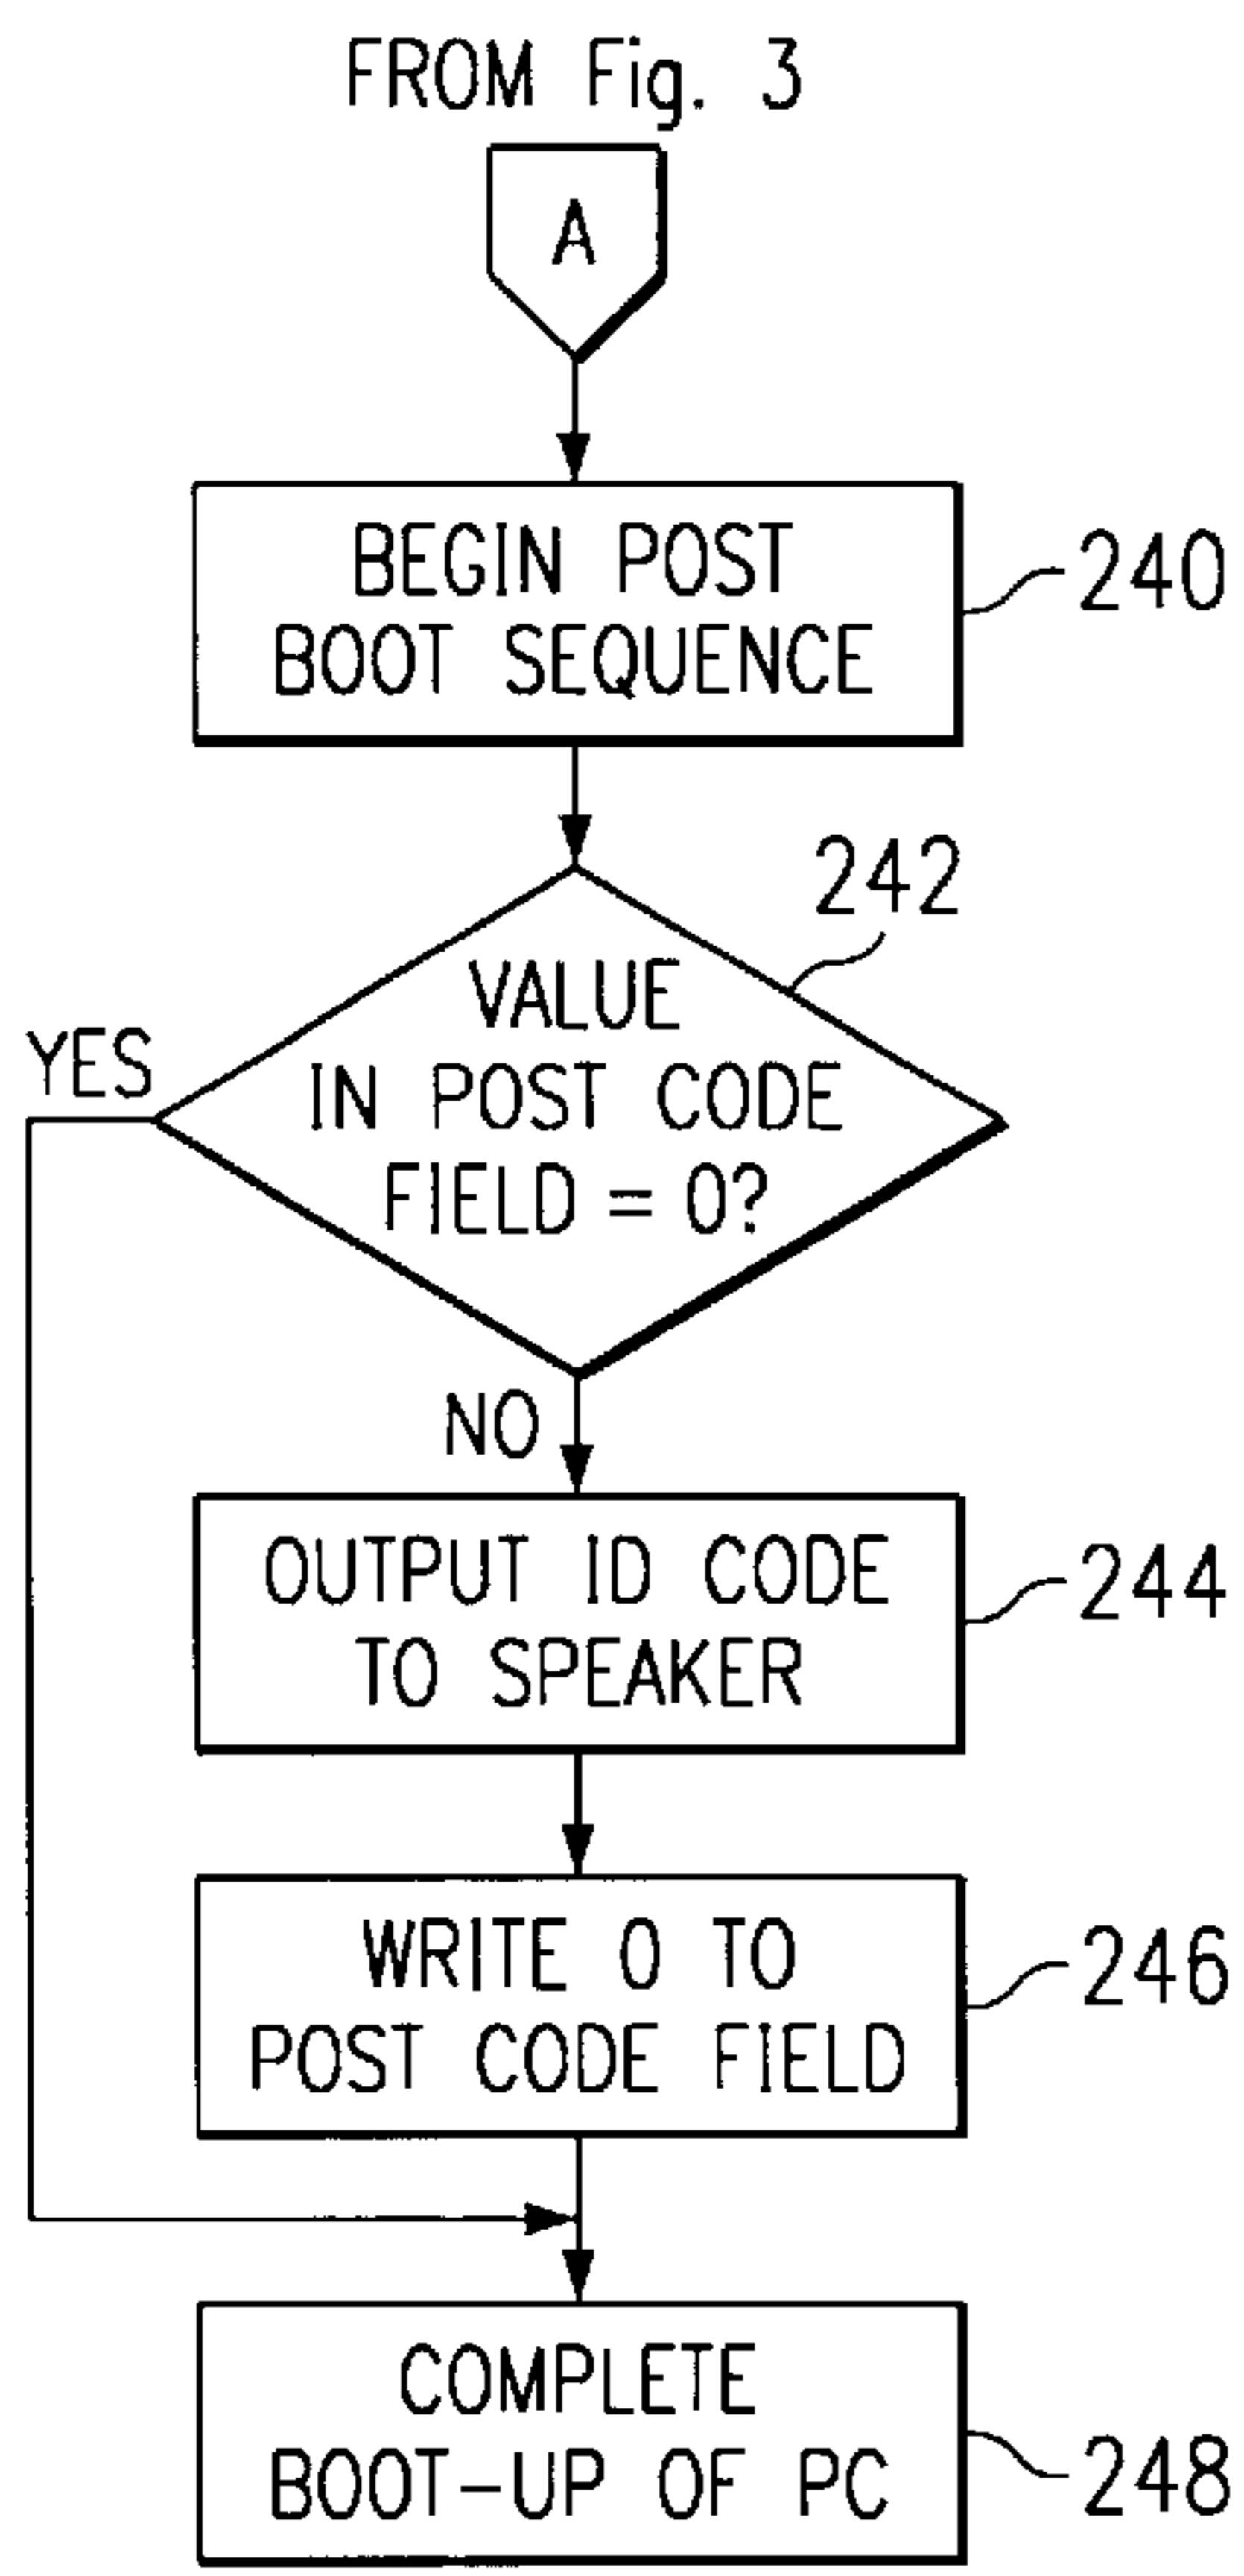 FROM Fig. 3
A
BEGIN POST
BOOT SEQUENCE
240
242
VALUE
IN POST CODE
FIELD = 0?
YES
NO
OUTPUT ID CODE
TO SPEAKER
244
WRITE 0 TO
POST CODE FIELD
246
COMPLETE
BOOT-UP OF PC
248